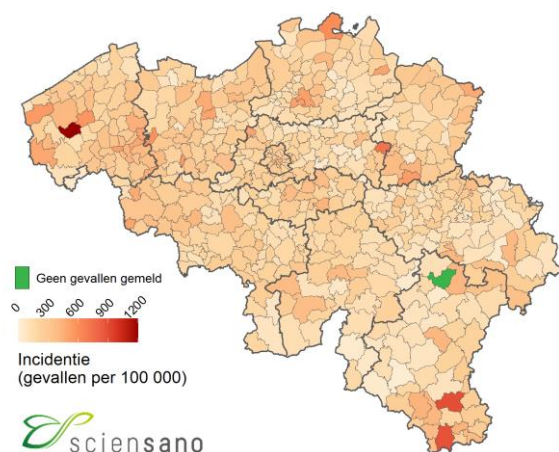 Geen gevallen gemeld
0 300 600 900 1200
Incidentie
(gevallen per 100 000)
sciensano